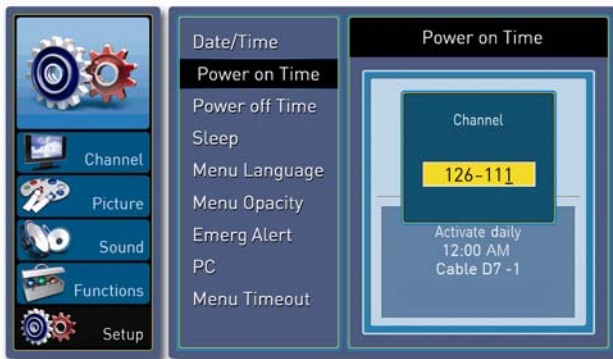 Channel
Picture
Sound
Functions
Setup
Date/Time
Power on Time
Power off Time
Sleep
Menu Language
Menu Opacity
Emerg Alert
PC
Menu Timeout
Power on Time
Channel
126-111
Activate daily
12:00 AM
Cable D7 -1